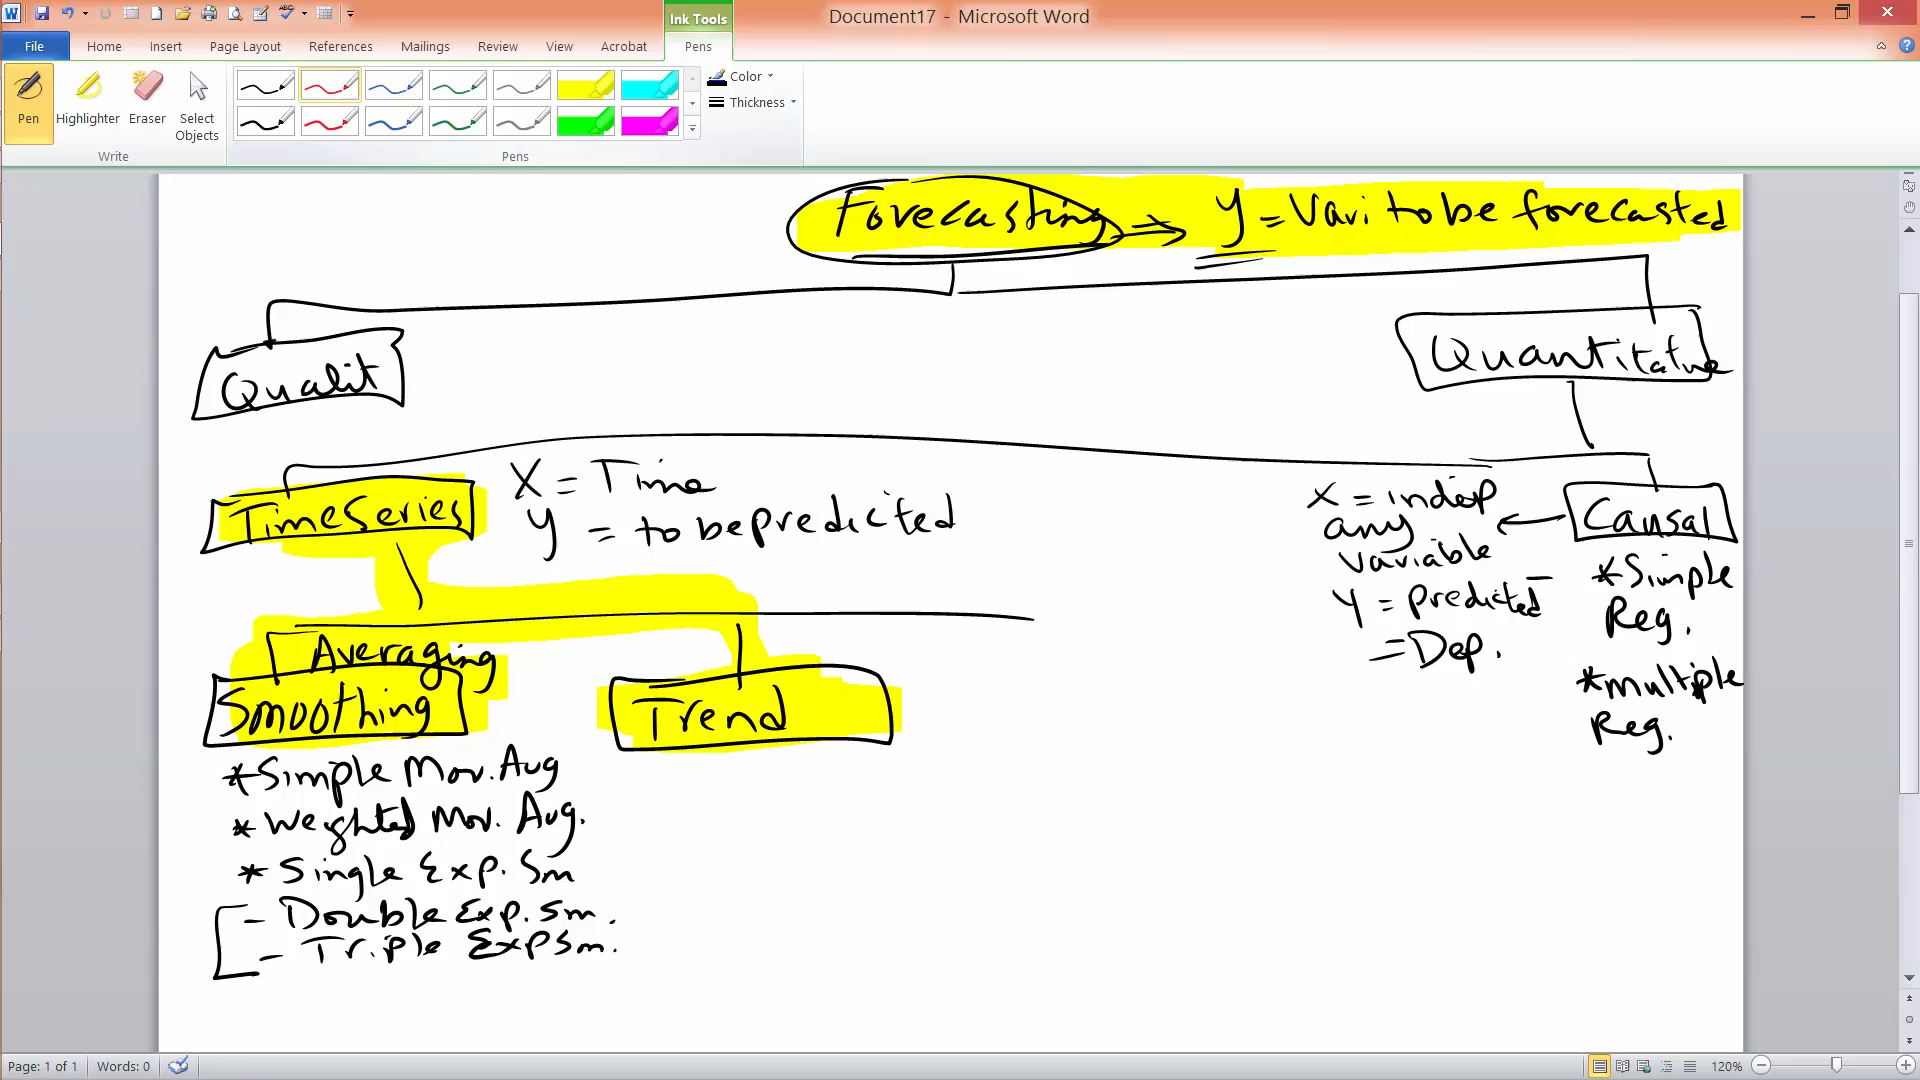 Document17 - Microsoft Word
Ink Tools
File Home Insert Page Layout References Mailings Review View Acrobat Pens
Pen Highlighter Eraser Select Objects
Color
Thickness
Write
Pens
Forecasting => Y = Vari to be forecasted
Qualit
Quantitative
Time Series
X = Time
Y = to be predicted
Causal
X = indep
any
variable
Y = predicted
= Dep.
* Simple
Reg.
* multiple
Reg.
Averaging
Smoothing
Trend
* Simple Mov. Avg
* Weighted Mov. Avg.
* Single Exp. Sm
- Double Exp. Sm.
- Triple Exp Sm.
Page: 1 of 1 Words: 0 120%